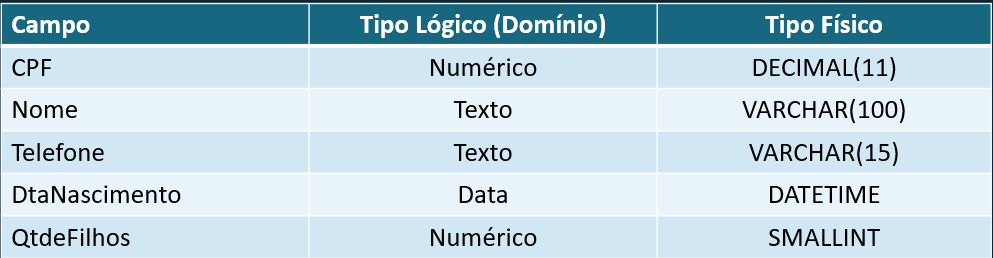 Campo Tipo Lógico (Domínio) Tipo Físico
CPF Numérico DECIMAL(11)
Nome Texto VARCHAR(100)
Telefone Texto VARCHAR(15)
DtaNascimento Data DATETIME
QtdeFilhos Numérico SMALLINT